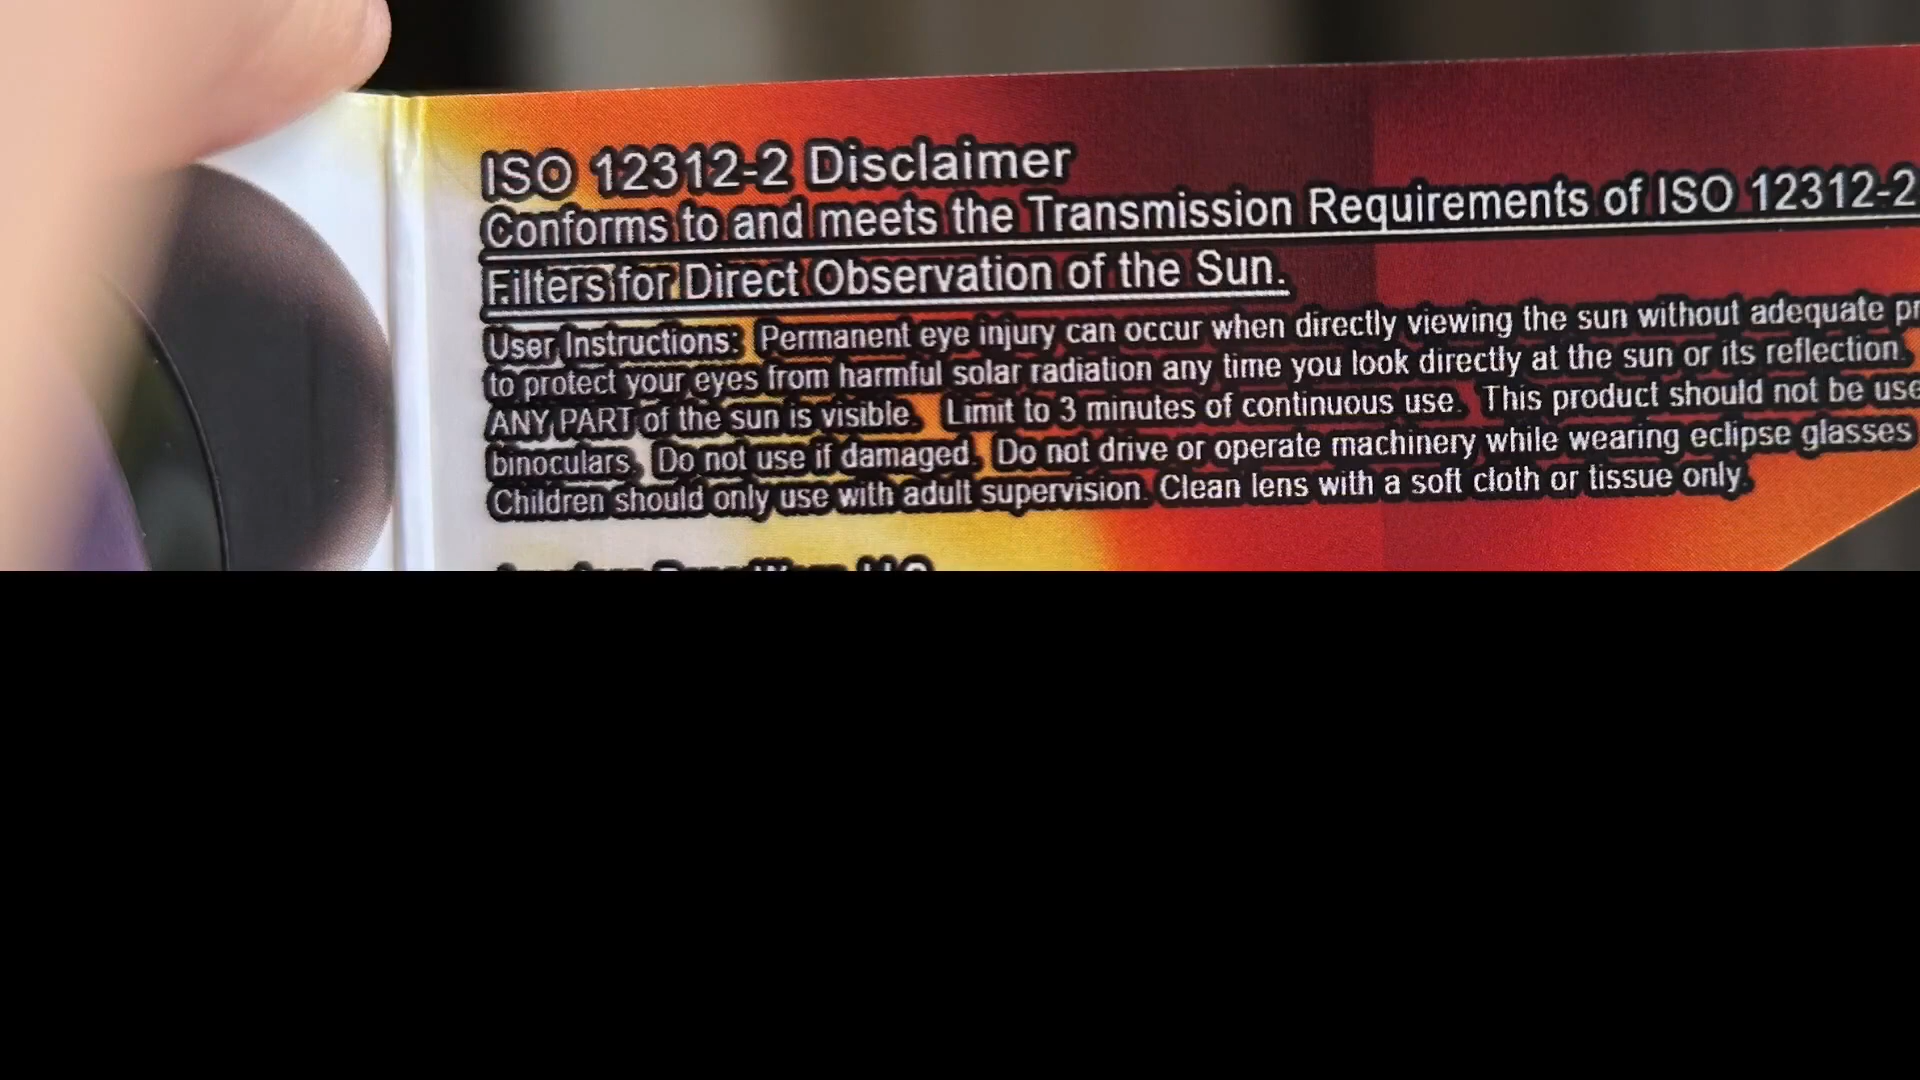 ISO 12312-2 Disclaimer
Conforms to and meets the Transmission Requirements of ISO 12312-2
Filters for Direct Observation of the Sun.
User Instructions: Permanent eye injury can occur when directly viewing the sun without adequate
to protect your eyes from harmful solar radiation any time you look directly at the sun or its reflection.
ANY PART of the sun is visible. Limit to 3 minutes of continuous use. This product should not be
binoculars. Do not use if damaged. Do not drive or operate machinery while wearing eclipse glasses
Children should only use with adult supervision. Clean lens with a soft cloth or tissue only.